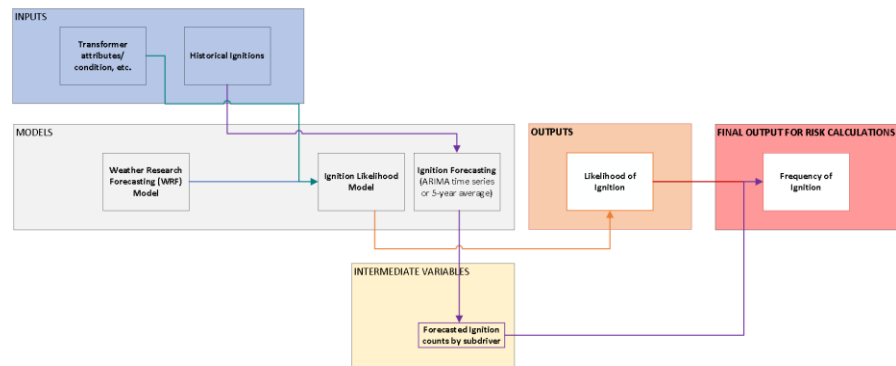 INPUTS
Transformer
attributes/
condition, etc.
Historical Ignitions
MODELS
Weather Research
Forecasting (WRF)
Model
Ignition Likelihood
Model
Ignition Forecasting
(ARIMA time series
or 5-year average)
OUTPUTS
Likelihood of
Ignition
FINAL OUTPUT FOR RISK CALCULATIONS
Frequency of
Ignition
INTERMEDIATE VARIABLES
Forecasted Ignition
counts by subdriver